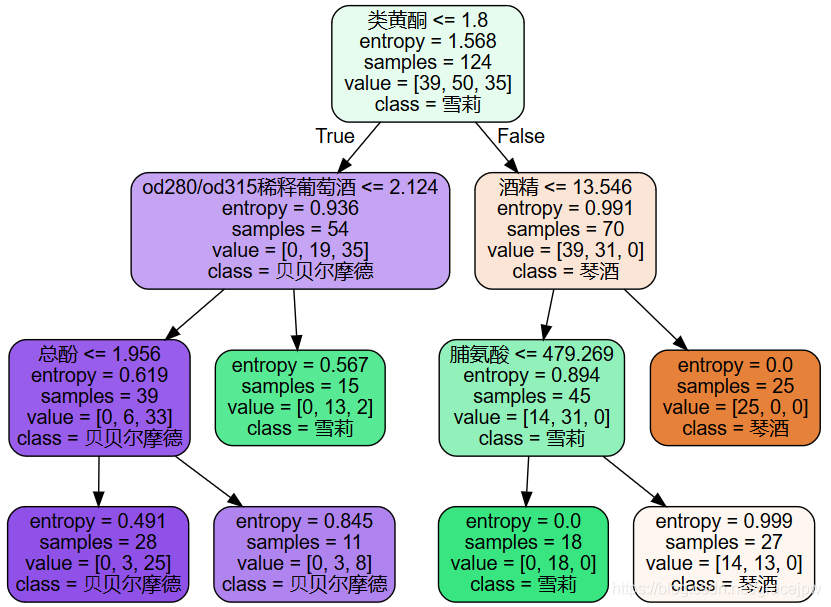 类黄酮 <= 1.8
entropy = 1.568
samples = 124
value = [39, 50, 35]
class = 雪莉
True
False
od280/od315稀释葡萄酒 <= 2.124
entropy = 0.936
samples = 54
value = [0, 19, 35]
class = 贝贝尔摩德
酒精 <= 13.546
entropy = 0.991
samples = 70
value = [39, 31, 0]
class = 琴酒
总酚 <= 1.956
entropy = 0.619
samples = 39
value = [0, 6, 33]
class = 贝贝尔摩德
entropy = 0.567
samples = 15
value = [0, 13, 2]
class = 雪莉
脯氨酸 <= 479.269
entropy = 0.894
samples = 45
value = [14, 31, 0]
class = 雪莉
entropy = 0.0
samples = 25
value = [25, 0, 0]
class = 琴酒
entropy = 0.491
samples = 28
value = [0, 3, 25]
class = 贝贝尔摩德
entropy = 0.845
samples = 11
value = [0, 3, 8]
class = 贝贝尔摩德
entropy = 0.0
samples = 18
value = [0, 18, 0]
class = 雪莉
entropy = 0.999
samples = 27
value = [14, 13, 0]
class = 琴酒